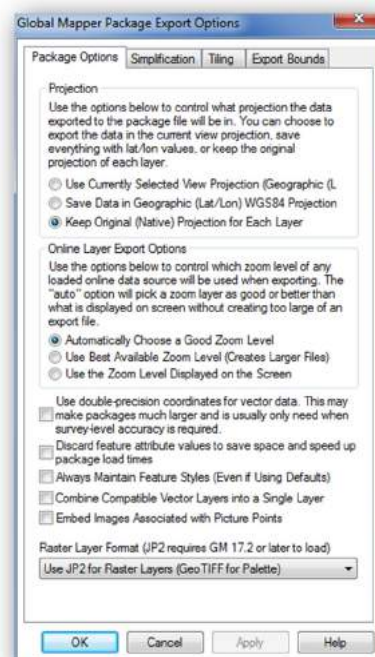 Global Mapper Package Export Options
Package Options Simplification Tiling Export Bounds
Projection
Use the options below to control what projection the data
exported to the package file will be in. You can choose to
export the data in the current view projection, save
everything with lat/lon values, or keep the original
projection of each layer.
Use Currently Selected View Projection (Geographic (L
Save Data in Geographic (Lat/Lon) WGS84 Projection
Keep Original (Native) Projection for Each Layer
Online Layer Export Options
Use the options below to control which zoom level of any
loaded online data source will be used when exporting. The
"auto" option will pick a zoom layer as good or better than
what is displayed on screen without creating too large of an
export file.
Automatically Choose a Good Zoom Level
Use Best Available Zoom Level (Creates Larger Files)
Use the Zoom Level Displayed on the Screen
Use double-precision coordinates for vector data. This may
make packages much larger and is usually only need when
survey-level accuracy is required.
Discard feature attribute values to save space and speed up
package load times
Always Maintain Feature Styles (Even if Using Defaults)
Combine Compatible Vector Layers into a Single Layer
Embed Images Associated with Picture Points
Raster Layer Format (JP2 requires GM 17.2 or later to load)
Use JP2 for Raster Layers (GeoTIFF for Palette)
OK Cancel Apply Help